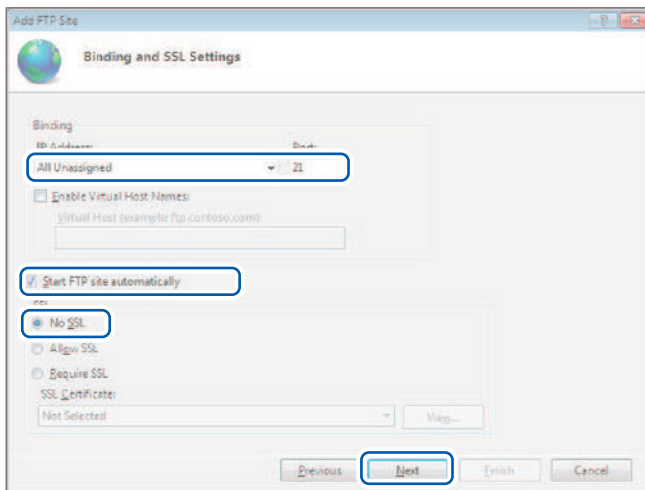 Add FTP Site
Binding and SSL Settings
Binding
IP Address: Port:
All Unassigned 21
Enable Virtual Host Names:
Virtual Host (example: ftp.contoso.com):
Start FTP site automatically
SSL
No SSL
Allow SSL
Require SSL
SSL Certificate:
Not Selected View...
Previous Next Finish Cancel